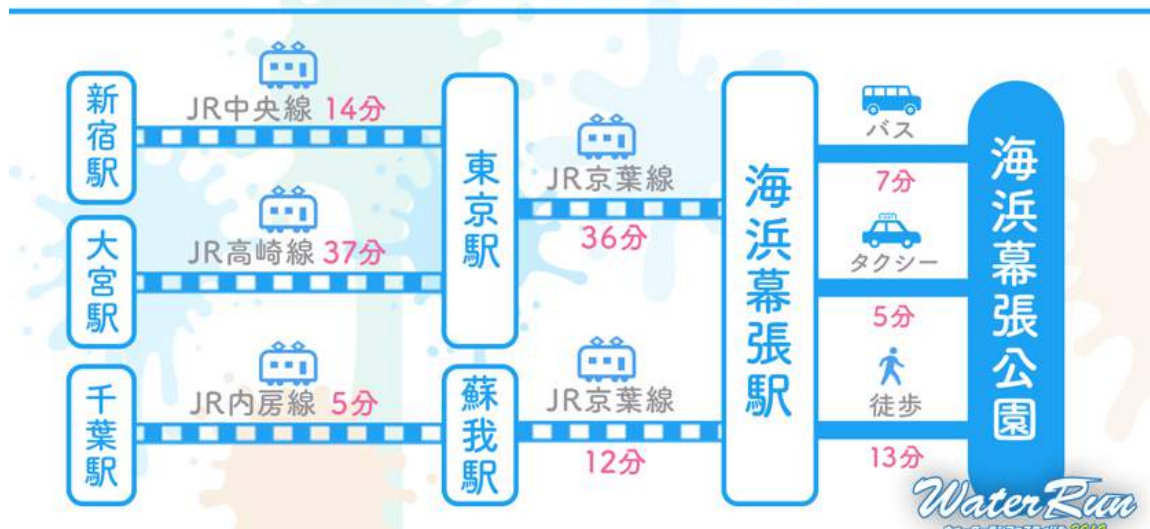 新宿駅
JR中央線 14分
大宮駅
JR高崎線 37分
東京駅
JR京葉線
36分
千葉駅
JR内房線 5分
蘇我駅
JR京葉線
12分
海浜幕張駅
バス
7分
タクシー
5分
徒歩
13分
海浜幕張公園
Water Run